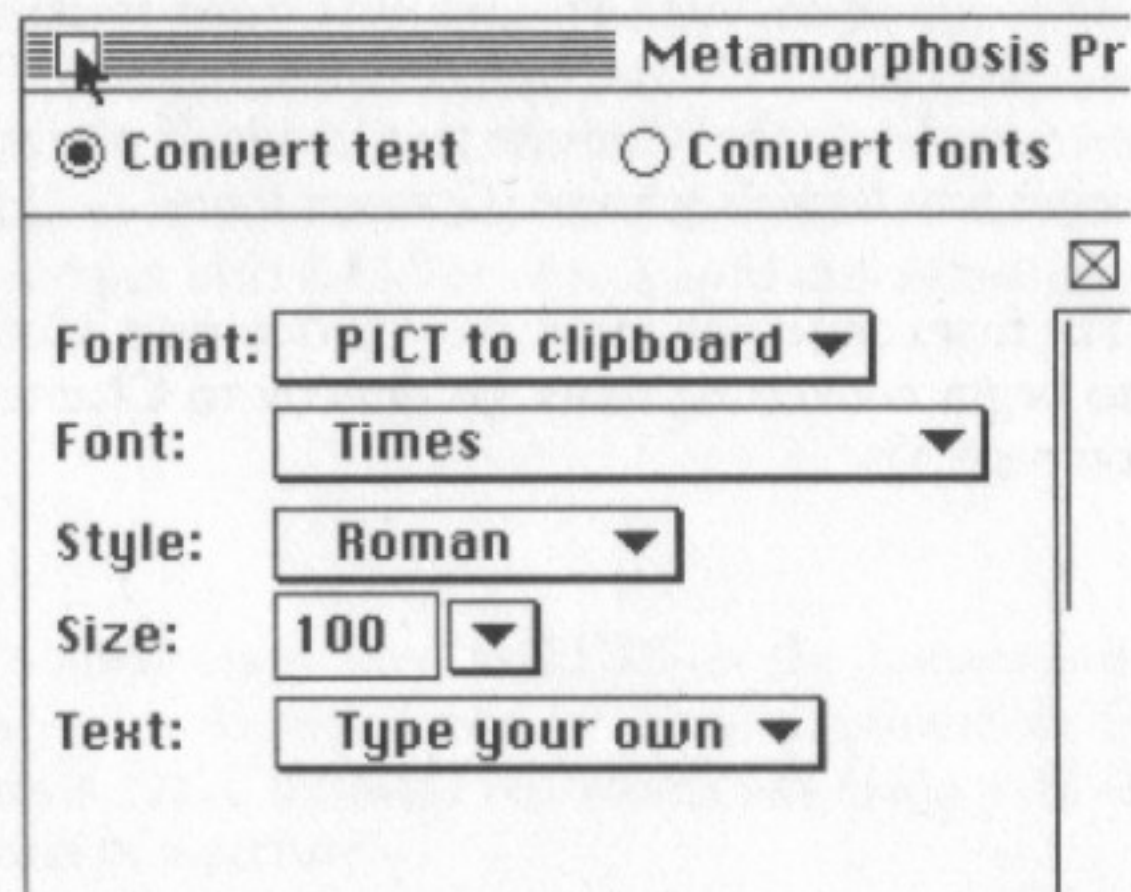 Metamorphosis Pr
Convert text Convert fonts
Format: PICT to clipboard
Font: Times
Style: Roman
Size: 100
Text: Type your own